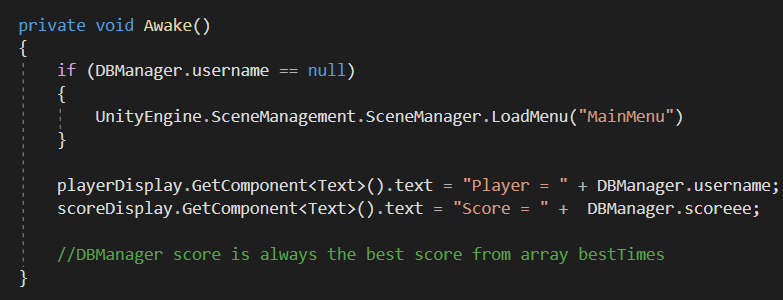 private void Awake()
{
if (DBManager.username == null)
{
UnityEngine.SceneManagement.SceneManager.LoadMenu("MainMenu")
}
playerDisplay.GetComponent<Text>().text = "Player = " + DBManager.username;
scoreDisplay.GetComponent<Text>().text = "Score = " +  DBManager.scoreee;
//DBManager score is always the best score from array bestTimes
}